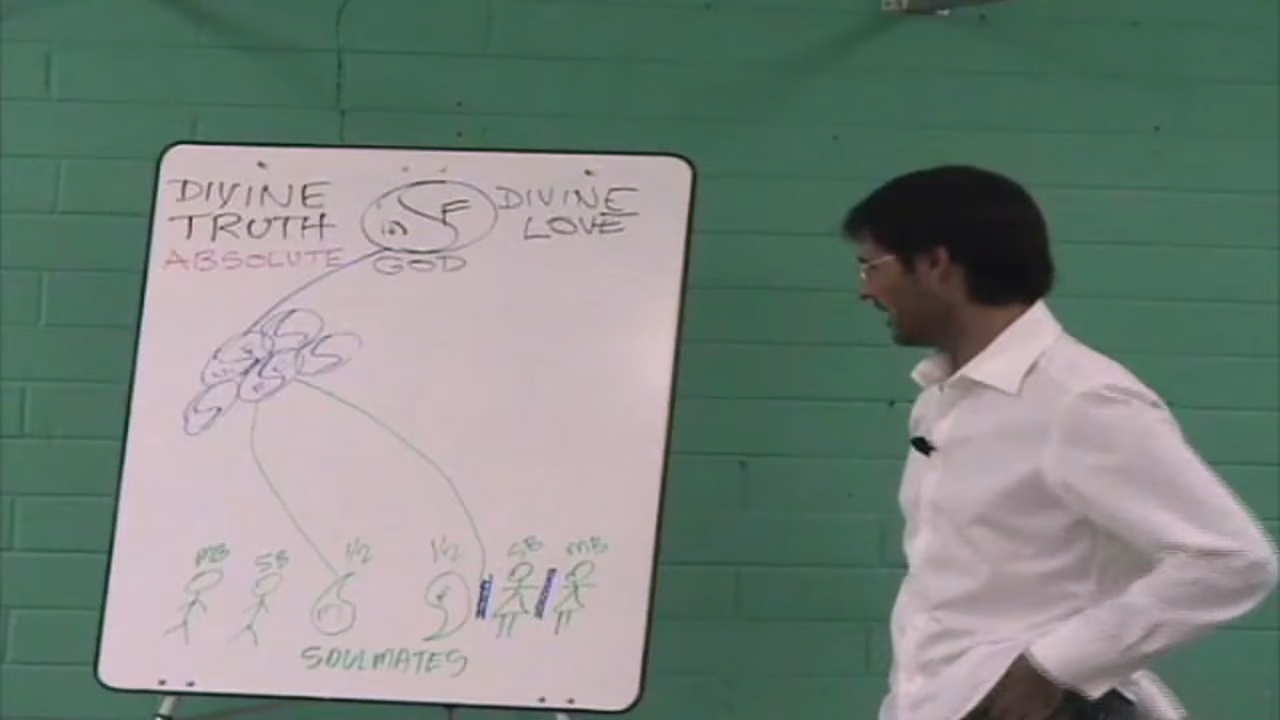 DIVINE
TRUTH
ABSOLUTE
GOD
DIVINE
LOVE
MB SB 1/2 1/2 SB MB
SOULMATES